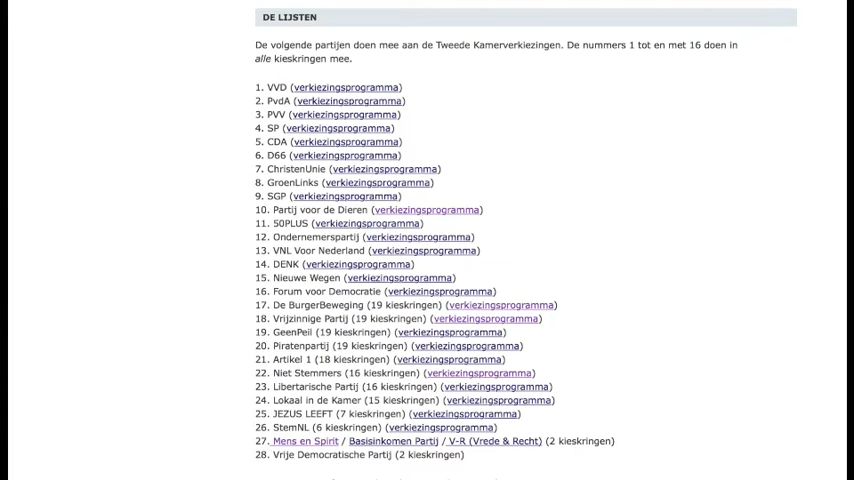 DE LIJSTEN
De volgende partijen doen mee aan de Tweede Kamerverkiezingen. De nummers 1 tot en met 16 doen in
alle kieskringen mee.
1. VVD (verkiezingsprogramma)
2. PvdA (verkiezingsprogramma)
3. PVV (verkiezingsprogramma)
4. SP (verkiezingsprogramma)
5. CDA (verkiezingsprogramma)
6. D66 (verkiezingsprogramma)
7. ChristenUnie (verkiezingsprogramma)
8. GroenLinks (verkiezingsprogramma)
9. SGP (verkiezingsprogramma)
10. Partij voor de Dieren (verkiezingsprogramma)
11. 50PLUS (verkiezingsprogramma)
12. Ondernemerspartij (verkiezingsprogramma)
13. VNL Voor Nederland (verkiezingsprogramma)
14. DENK (verkiezingsprogramma)
15. Nieuwe Wegen (verkiezingsprogramma)
16. Forum voor Democratie (verkiezingsprogramma)
17. De BurgerBeweging (19 kieskringen) (verkiezingsprogramma)
18. Vrijzinnige Partij (19 kieskringen) (verkiezingsprogramma)
19. GeenPeil (19 kieskringen) (verkiezingsprogramma)
20. Piratenpartij (19 kieskringen) (verkiezingsprogramma)
21. Artikel 1 (18 kieskringen) (verkiezingsprogramma)
22. Niet Stemmers (16 kieskringen) (verkiezingsprogramma)
23. Libertarische Partij (16 kieskringen) (verkiezingsprogramma)
24. Lokaal in de Kamer (15 kieskringen) (verkiezingsprogramma)
25. JEZUS LEEFT (7 kieskringen) (verkiezingsprogramma)
26. StemNL (6 kieskringen) (verkiezingsprogramma)
27. Mens en Spirit / Basisinkomen Partij / V-R (Vrede & Recht) (2 kieskringen)
28. Vrije Democratische Partij (2 kieskringen)